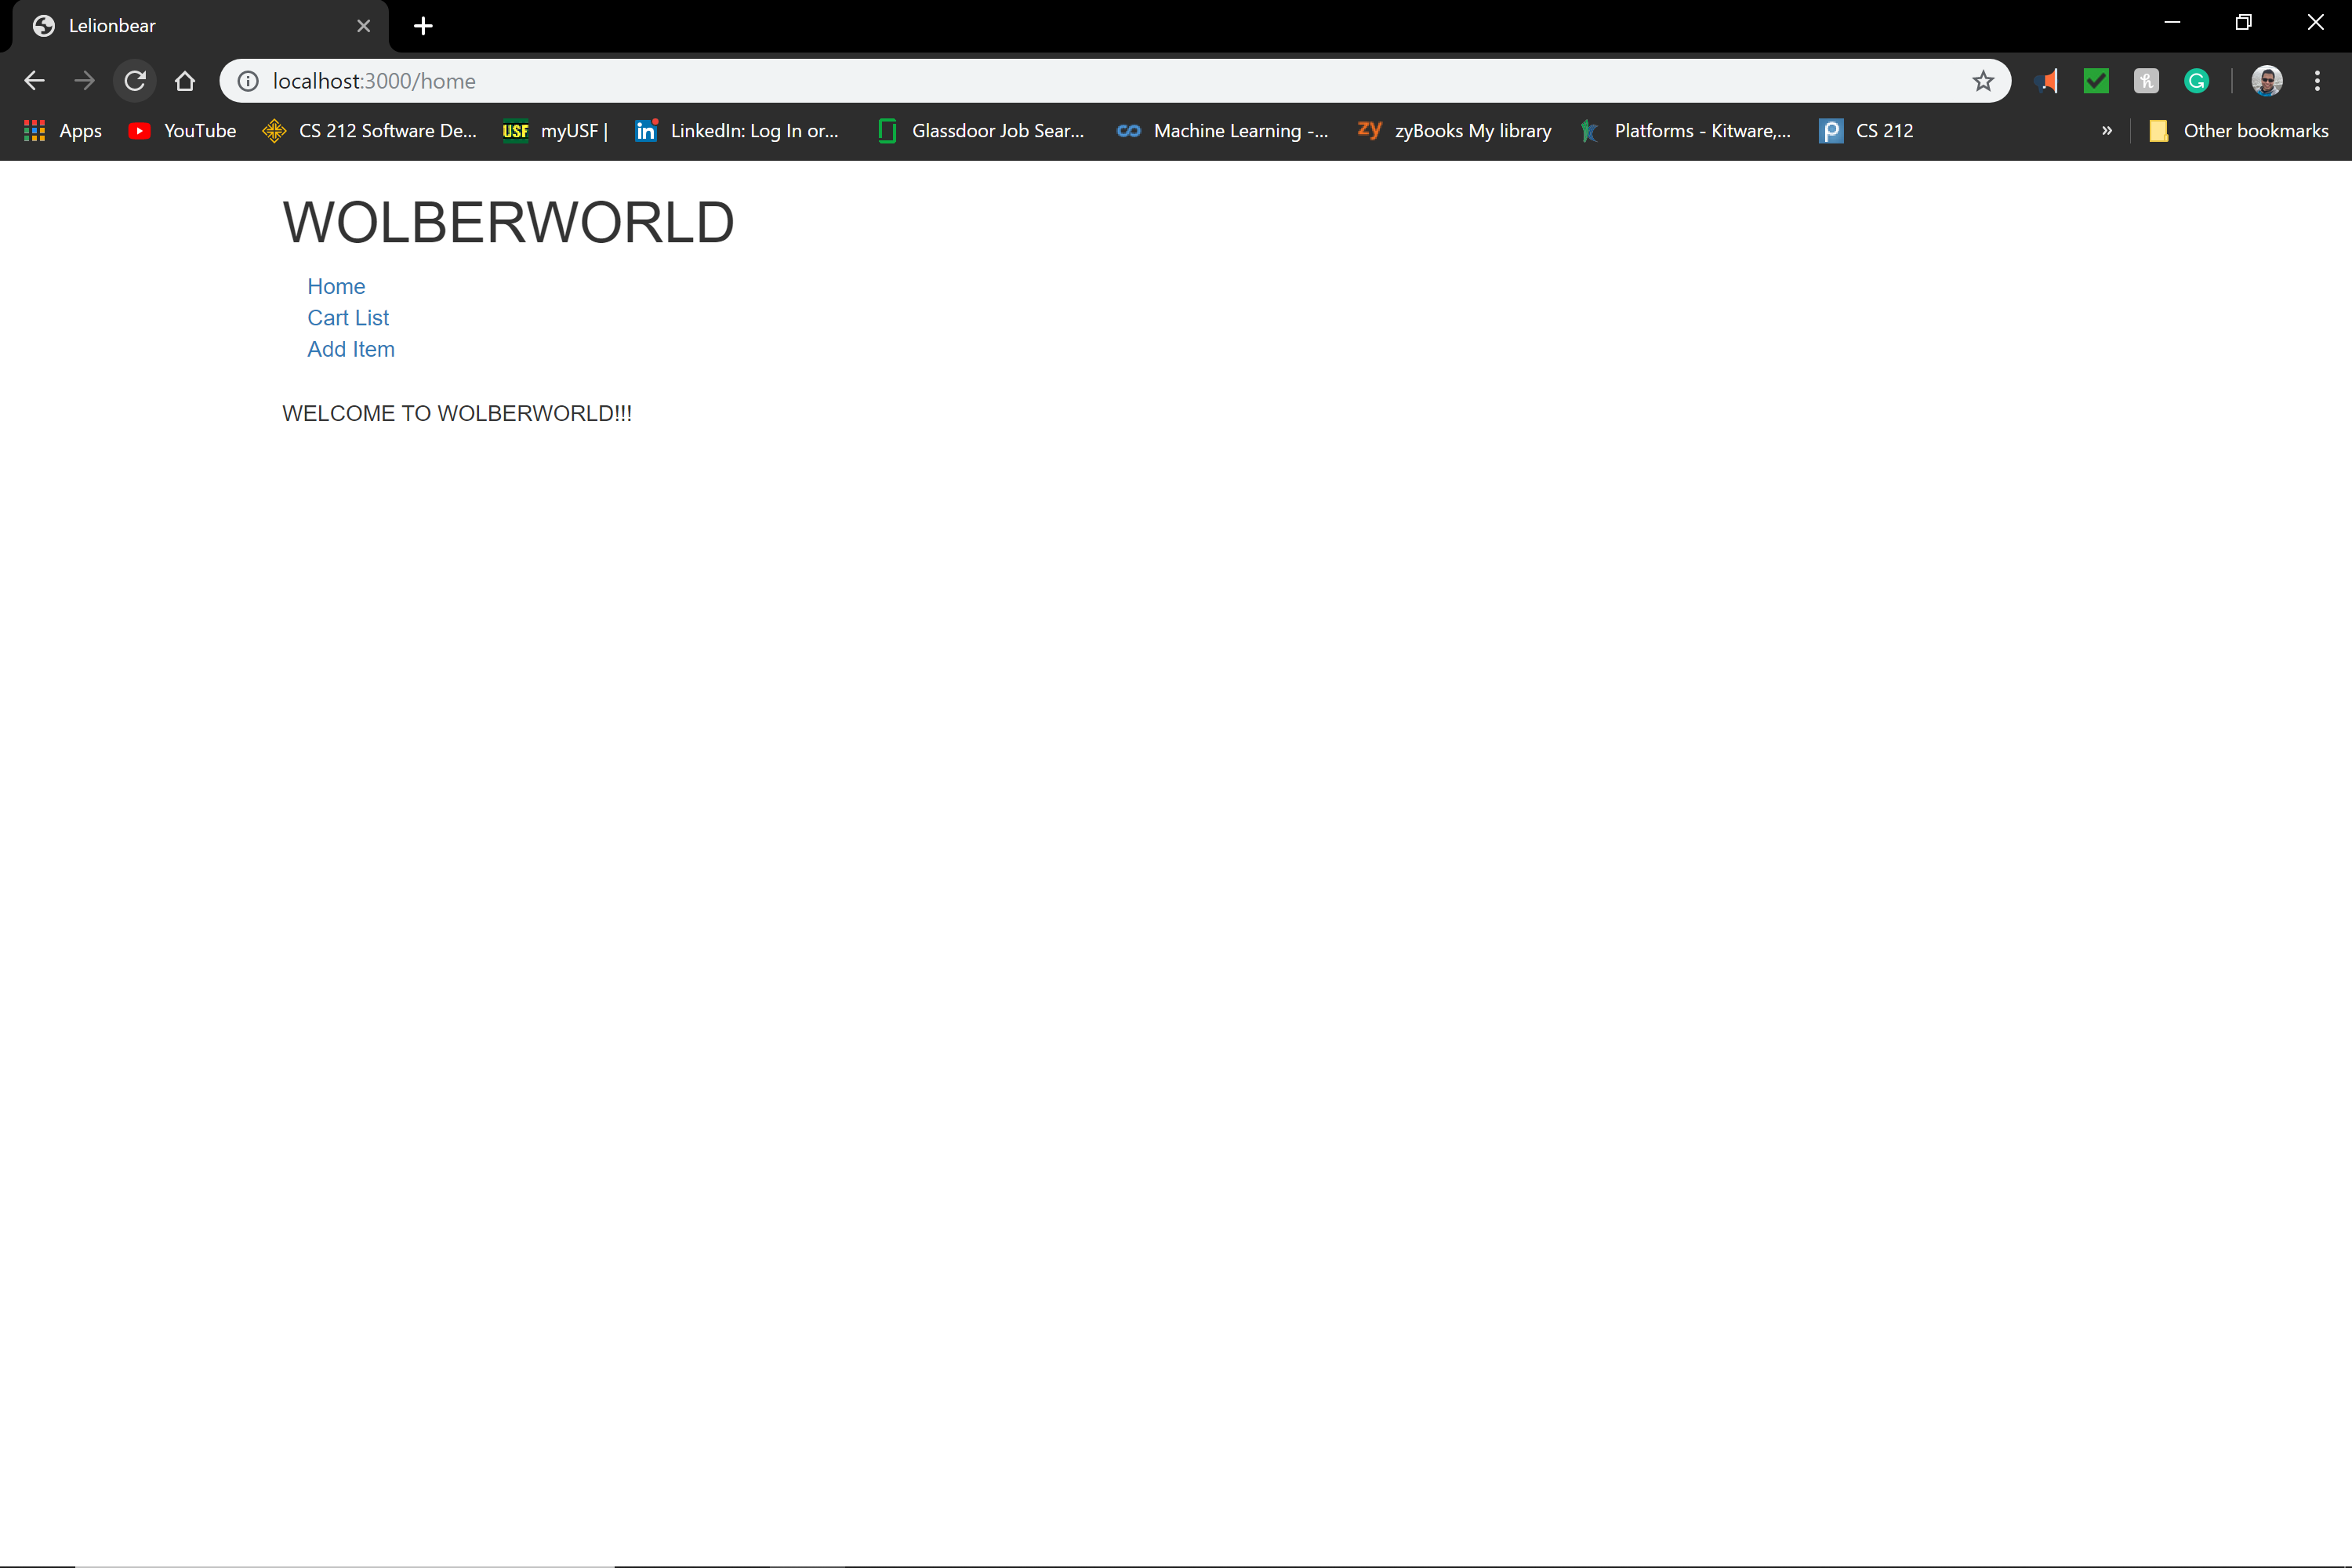 Lelionbear
localhost:3000/home
Apps YouTube CS 212 Software De... USF myUSF | in LinkedIn: Log In or... Glassdoor Job Sear... Machine Learning -... zy zyBooks My library Platforms - Kitware,... p CS 212 » Other bookmarks
WOLBERWORLD
Home
Cart List
Add Item
WELCOME TO WOLBERWORLD!!!